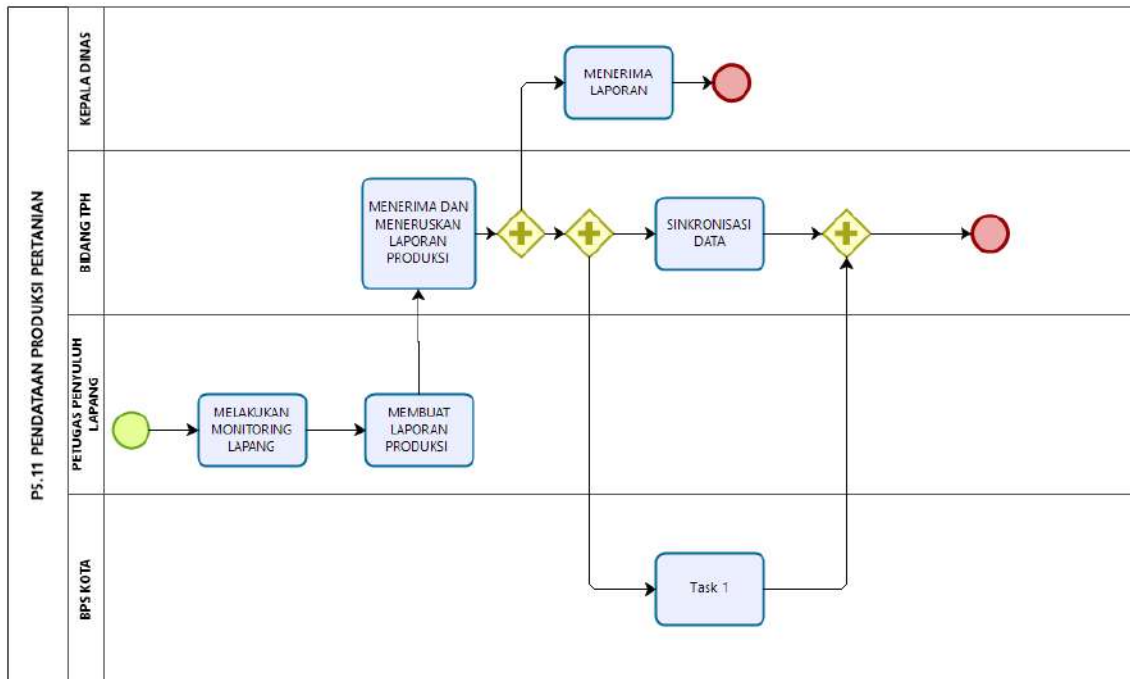 P5.11 PENDATAAN PRODUKSI PERTANIAN
KEPALA DINAS
MENERIMA
LAPORAN
BIDANG TPH
MENERIMA DAN
MENERUSKAN
LAPORAN
PRODUKSI
SINKRONISASI
DATA
PETUGAS PENYULUH
LAPANG
MELAKUKAN
MONITORING
LAPANG
MEMBUAT
LAPORAN
PRODUKSI
BPS KOTA
Task 1